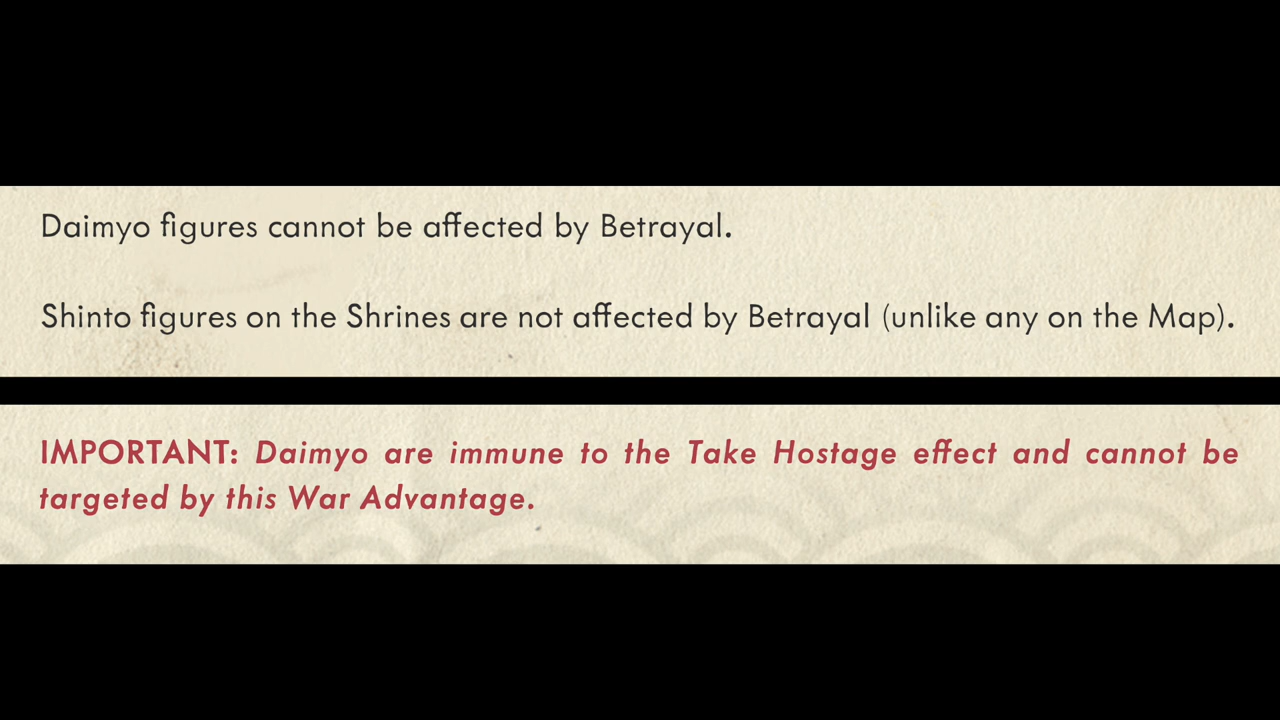 Daimyo figures cannot be affected by Betrayal.
Shinto figures on the Shrines are not affected by Betrayal (unlike any on the Map).
IMPORTANT: Daimyo are immune to the Take Hostage effect and cannot be
targeted by this War Advantage.